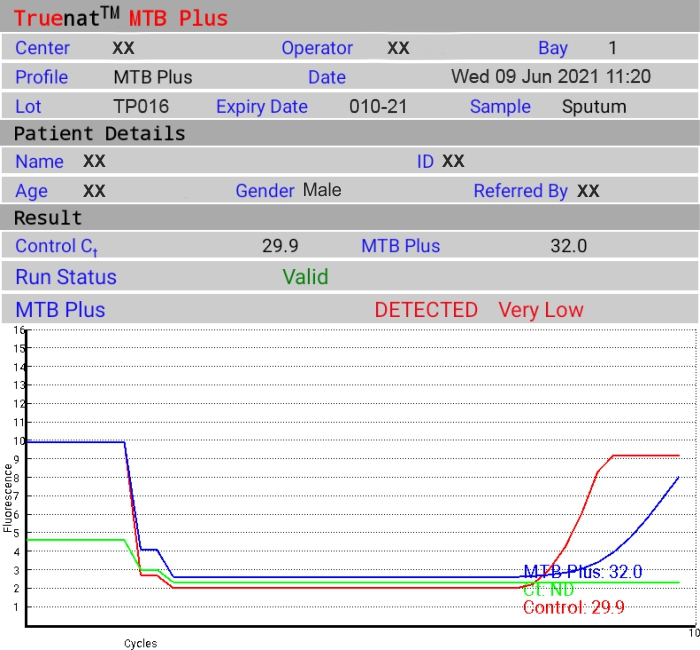 Truenat™ MTB Plus
Center XX Operator XX Bay 1
Profile MTB Plus Date Wed 09 Jun 2021 11:20
Lot TP016 Expiry Date 010-21 Sample Sputum
Patient Details
Name XX ID XX
Age XX Gender Male Referred By XX
Result
Control Ct 29.9 MTB Plus 32.0
Run Status Valid
MTB Plus DETECTED Very Low
16
15
14
13
12
11
10
9
8
7
6
5
4
3
2
1
Fluorescence
MTB Plus: 32.0
Ct: ND
Control: 29.9
10
Cycles